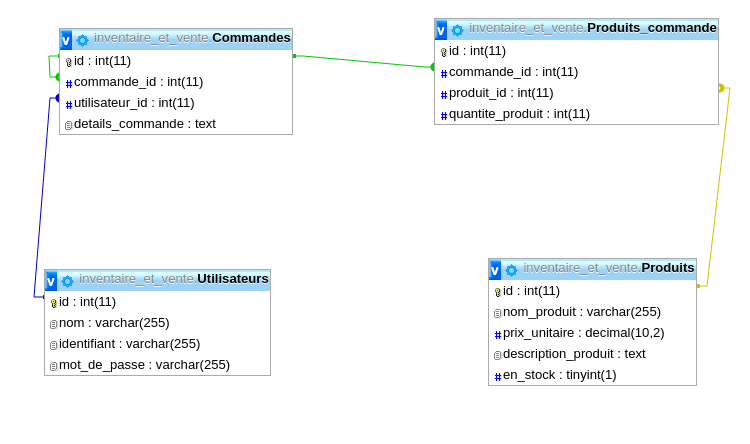 v inventaire_et_vente.Commandes
id : int(11)
# commande_id : int(11)
# utilisateur_id : int(11)
details_commande : text
v inventaire_et_vente.Produits_commande
id : int(11)
# commande_id : int(11)
# produit_id : int(11)
# quantite_produit : int(11)
v inventaire_et_vente.Utilisateurs
id : int(11)
nom : varchar(255)
identifiant : varchar(255)
mot_de_passe : varchar(255)
v inventaire_et_vente.Produits
id : int(11)
nom_produit : varchar(255)
# prix_unitaire : decimal(10,2)
description_produit : text
# en_stock : tinyint(1)